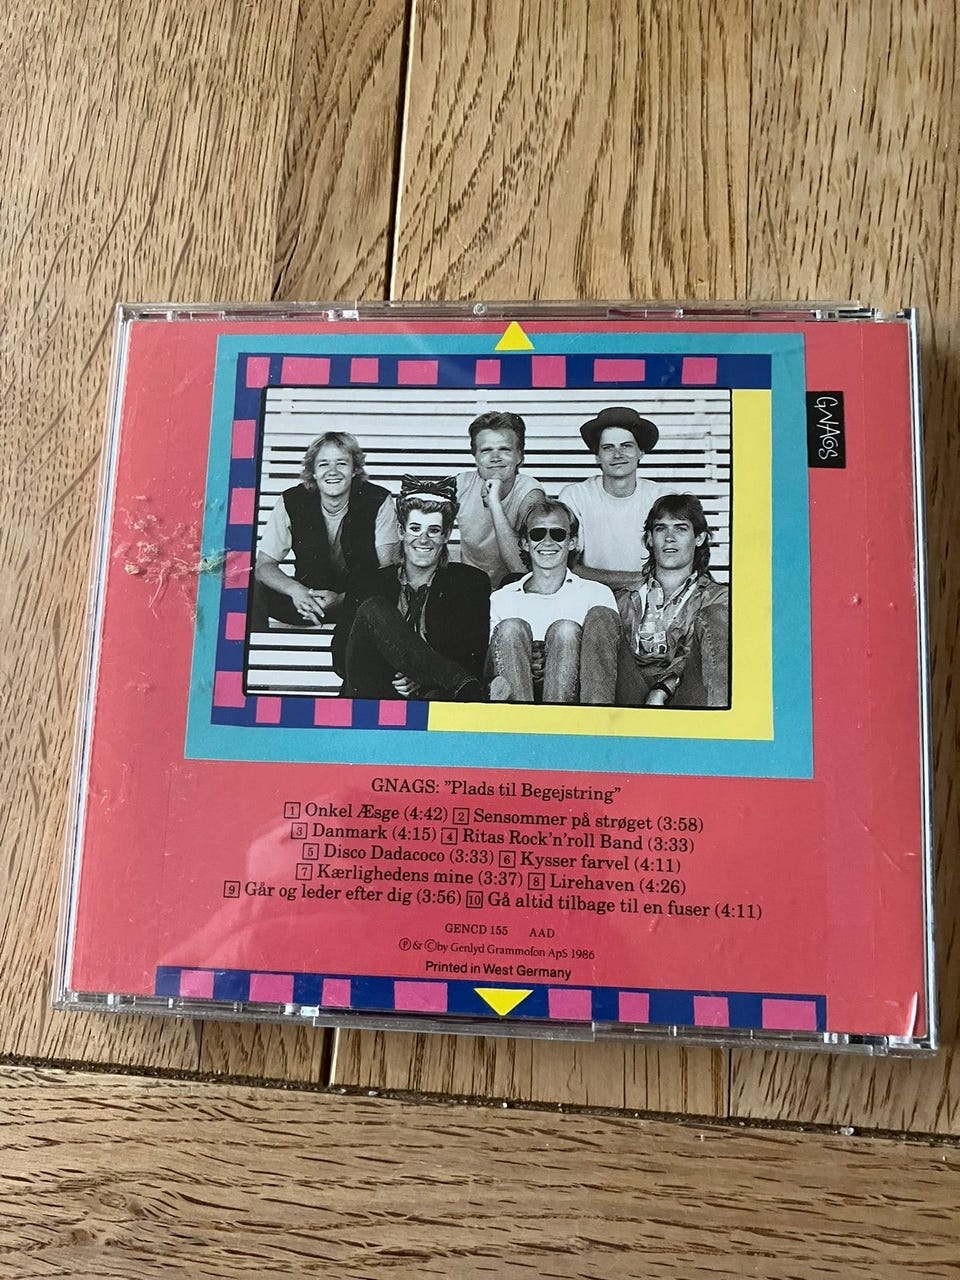 GNAGS
GNAGS: "Plads til Begejstring"
1 Onkel Æsge (4:42) 2 Sensommer på strøget (3:58)
3 Danmark (4:15) 4 Ritas Rock'n'roll Band (3:33)
5 Disco Dadacoco (3:33) 6 Kysser farvel (4:11)
7 Kærlighedens mine (3:37) 8 Lirehaven (4:26)
9 Går og leder efter dig (3:56) 10 Gå altid tilbage til en fuser (4:11)
GENCD 155 AAD
Ⓟ & © by Genlyd Grammofon ApS 1986
Printed in West Germany